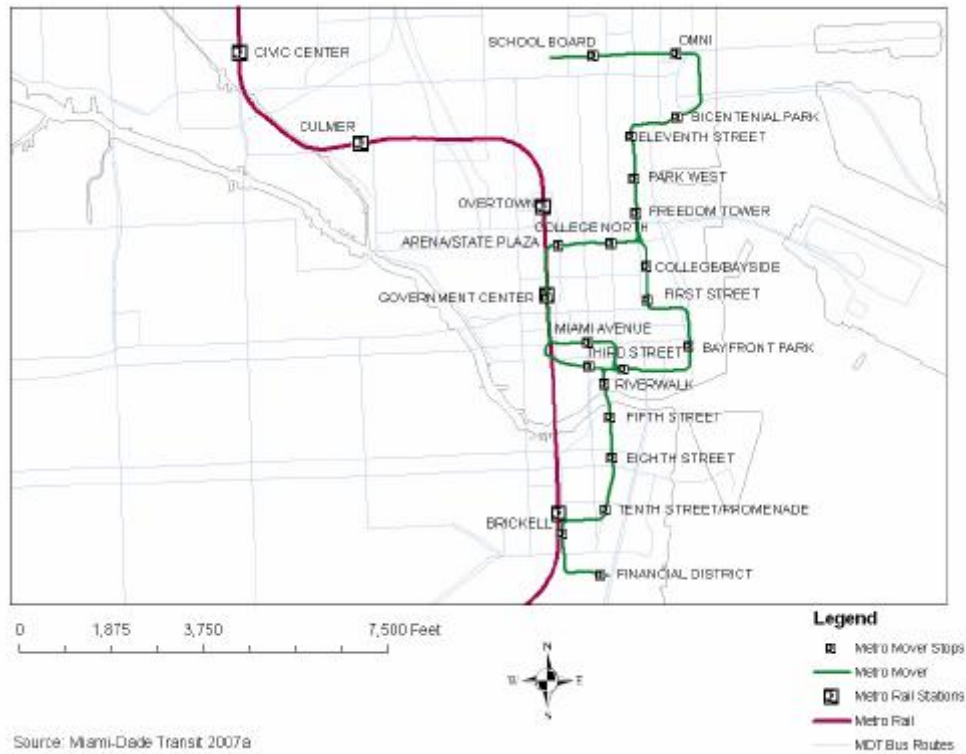 SCHOOL BOARD
OMNI
CIVIC CENTER
BICENTENIAL PARK
CULMER
ELEVENTH STREET
PARK WEST
OVERTOWN
FREEDOM TOWER
COLLEGE NORTH
ARENA/STATE PLAZA
COLLEGE/BAYSIDE
GOVERNMENT CENTER
FIRST STREET
MIAMI AVENUE
BAYFRONT PARK
THIRD STREET
RIVERWALK
FIFTH STREET
EIGHTH STREET
TENTH STREET/PROMENADE
BRICKELL
FINANCIAL DISTRICT
0 1,875 3,750 7,500 Feet
N
W E
S
Legend
Metro Mover Stops
Metro Mover
Metro Rail Stations
Metro Rail
MDT Bus Routes
Source: Miami-Dade Transit 2007a